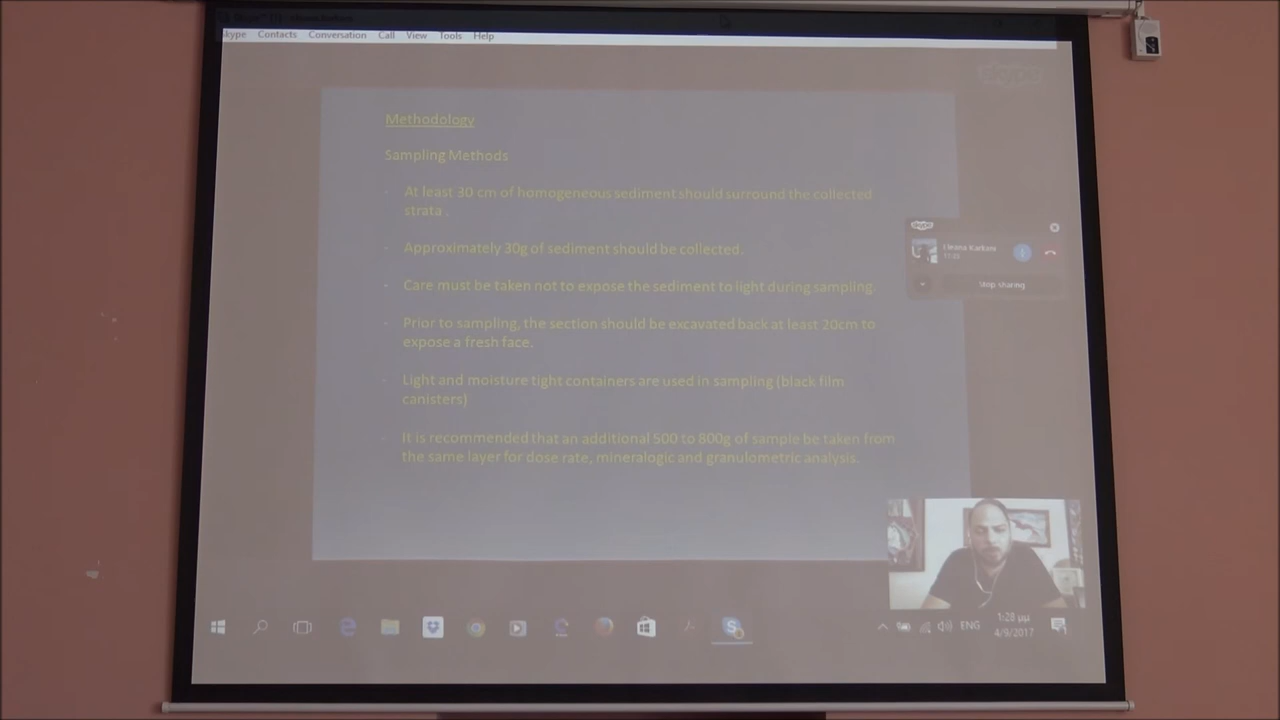 Skype Contacts Conversation Call View Tools Help
skype
Methodology
Sampling Methods
- At least 30 cm of homogeneous sediment should surround the collected
strata .
- Approximately 30g of sediment should be collected.
- Care must be taken not to expose the sediment to light during sampling.
- Prior to sampling, the section should be excavated back at least 20cm to
expose a fresh face.
- Light and moisture tight containers are used in sampling (black film
canisters)
- It is recommended that an additional 500 to 800g of sample be taken from
the same layer for dose rate, mineralogic and granulometric analysis.
skype
Stop sharing
ENG
1:28 μμ
4/9/2017